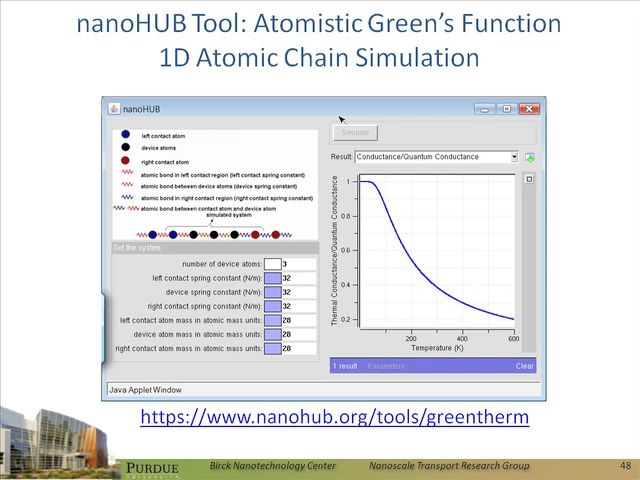 nanoHUB Tool: Atomistic Green's Function
1D Atomic Chain Simulation
nanoHUB
left contact atom
device atoms
right contact atom
atomic bond in left contact region (left contact spring constant)
atomic bond between device atoms (device spring constant)
atomic bond in right contact region (right contact spring constant)
atomic bond between contact atom and device atom
simulated system
Set the system
number of device atoms: 3
left contact spring constant (N/m): 32
device spring constant (N/m): 32
right contact spring constant (N/m): 32
left contact atom mass in atomic mass units: 28
device atom mass in atomic mass units: 28
right contact atom mass in atomic mass units: 28
Simulate
Result: Conductance/Quantum Conductance
Thermal Conductance/Quantum Conductance
1
0.8
0.6
0.4
0.2
200 400 600
Temperature (K)
1 result Parameters... Clear
Java Applet Window
https://www.nanohub.org/tools/greentherm
PURDUE
UNIVERSITY
Birck Nanotechnology Center Nanoscale Transport Research Group 48